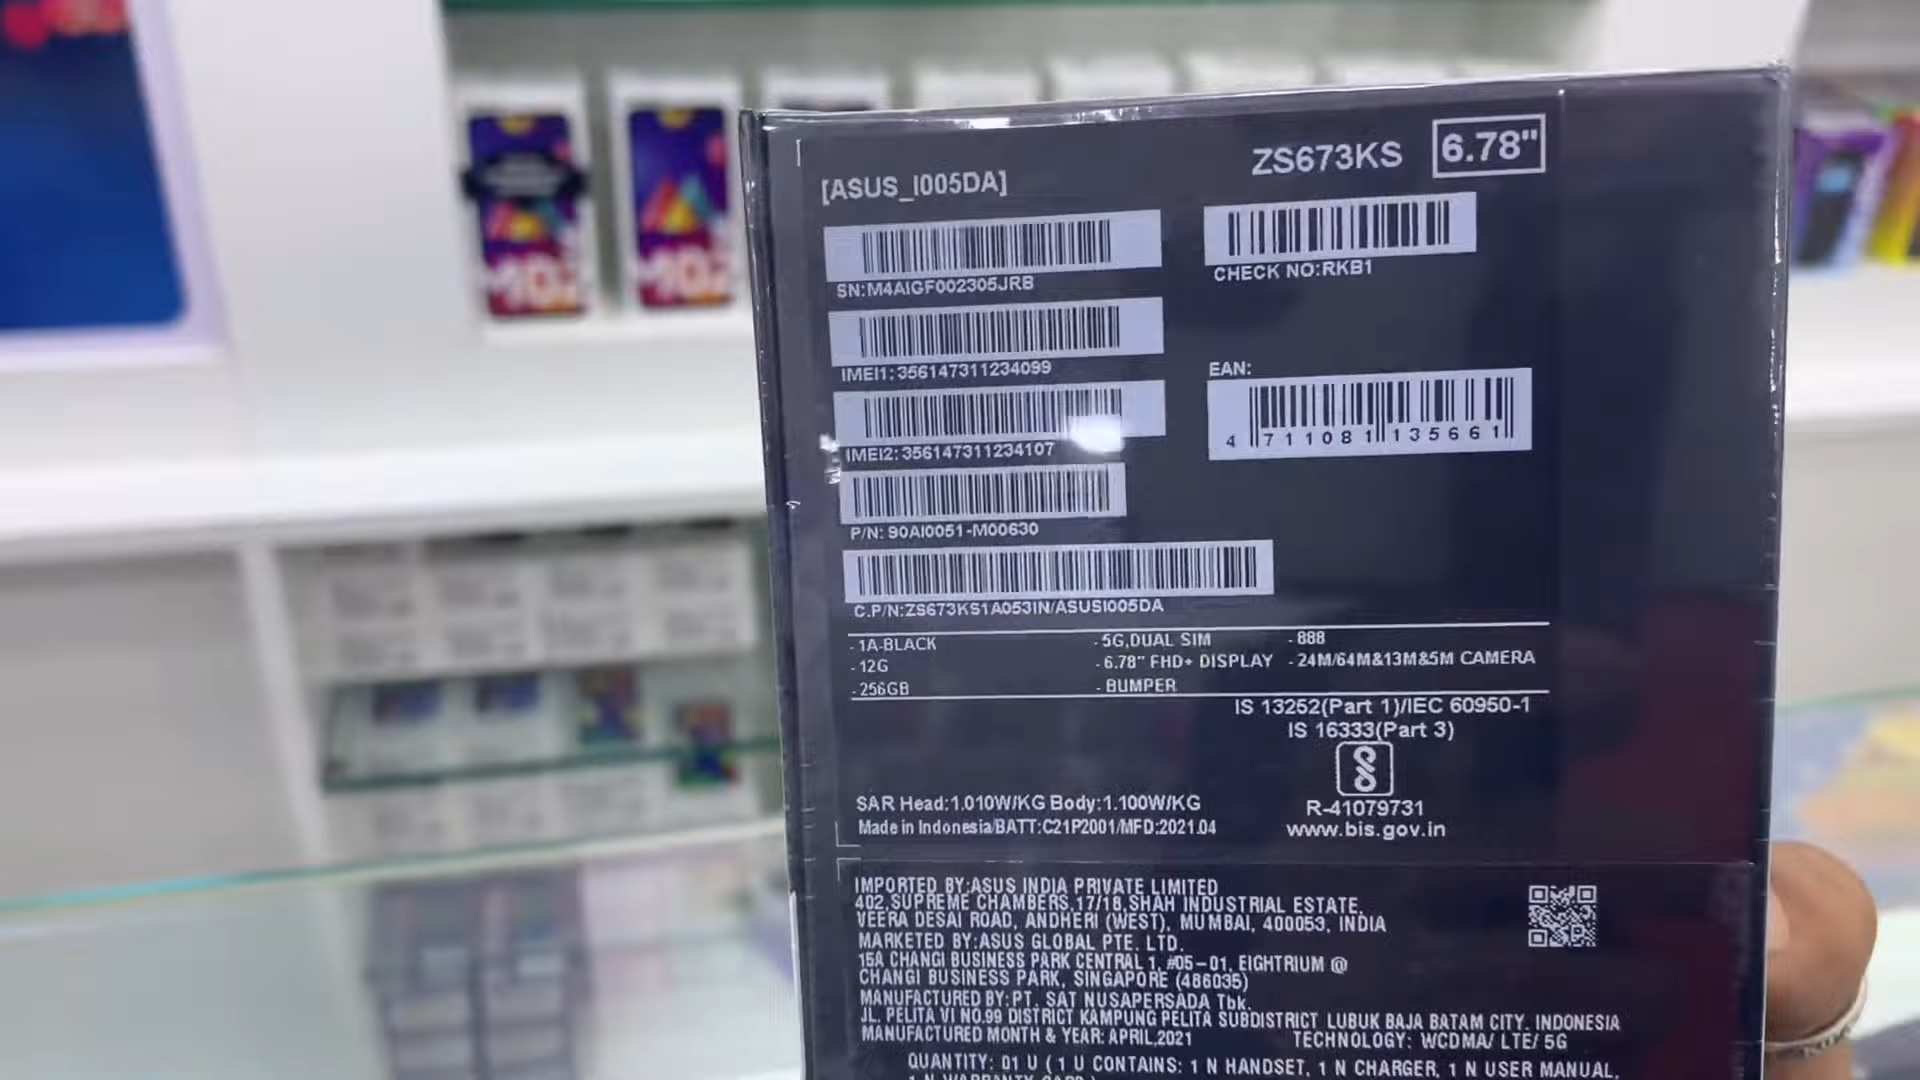 [ASUS_I005DA]
ZS673KS
6.78"
SN:M4AIGF002305JRB
CHECK NO:RKB1
IMEI1:356147311234099
EAN:
4 711081 135661
IMEI2:356147311234107
P/N: 90AI0051-M00630
C.P/N:ZS673KS1A053IN/ASUSI005DA
- 1A-BLACK
- 5G,DUAL SIM
- 888
- 12G
- 6.78" FHD+ DISPLAY
- 24M/64M&13M&5M CAMERA
- 256GB
- BUMPER
IS 13252(Part 1)/IEC 60950-1
IS 16333(Part 3)
R-41079731
www.bis.gov.in
SAR Head:1.010W/KG Body:1.100W/KG
Made in Indonesia/BATT:C21P2001/MFD:2021.04
IMPORTED BY:ASUS INDIA PRIVATE LIMITED
402,SUPREME CHAMBERS,17/18,SHAH INDUSTRIAL ESTATE,
VEERA DESAI ROAD, ANDHERI (WEST), MUMBAI, 400053, INDIA
MARKETED BY:ASUS GLOBAL PTE. LTD.
15A CHANGI BUSINESS PARK CENTRAL 1, #05-01, EIGHTRIUM @
CHANGI BUSINESS PARK, SINGAPORE (486035)
MANUFACTURED BY:PT. SAT NUSAPERSADA Tbk.
JL. PELITA VI NO.99 DISTRICT KAMPUNG PELITA SUBDISTRICT LUBUK BAJA BATAM CITY. INDONESIA
MANUFACTURED MONTH & YEAR: APRIL,2021
TECHNOLOGY: WCDMA/ LTE/ 5G
QUANTITY: 01 U ( 1 U CONTAINS: 1 N HANDSET, 1 N CHARGER, 1 N USER MANUAL,